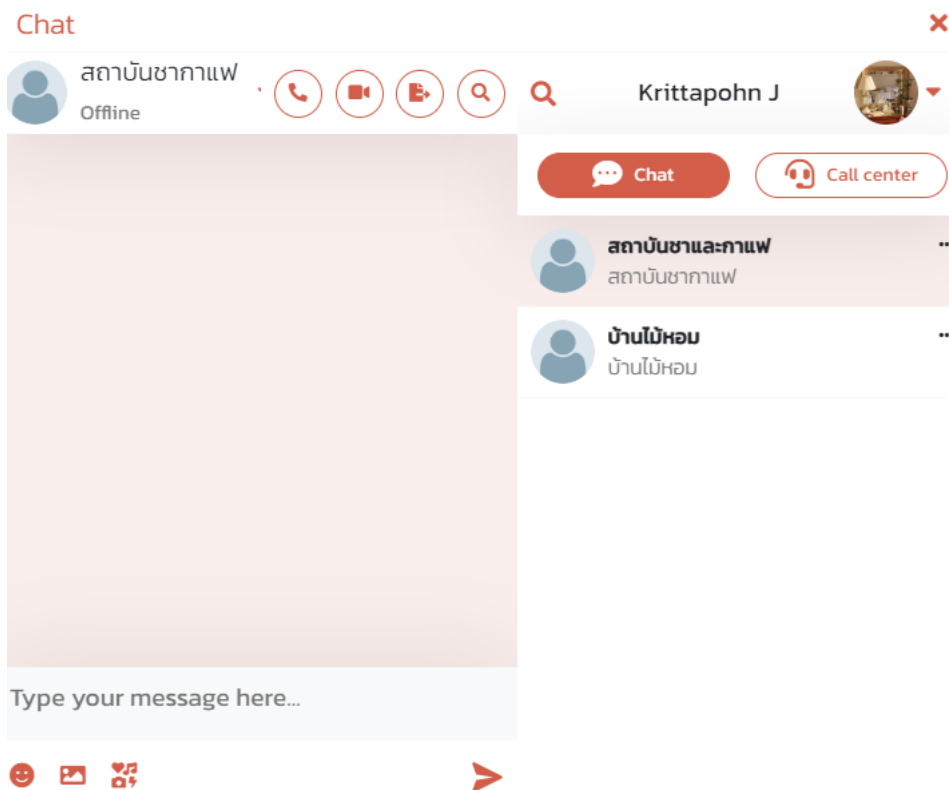 Chat
สถาบันชากาแฟ
Offline
Krittapohn J
Chat
Call center
สถาบันชาและกาแฟ
สถาบันชากาแฟ
บ้านไม้หอม
บ้านไม้หอม
Type your message here...